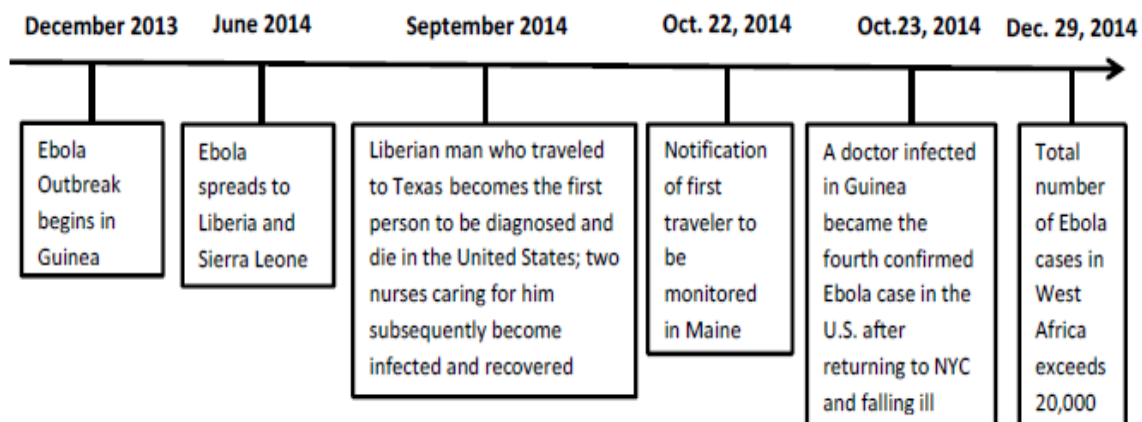 December 2013
June 2014
September 2014
Oct. 22, 2014
Oct.23, 2014
Dec. 29, 2014
Ebola
Outbreak
begins in
Guinea
Ebola
spreads to
Liberia and
Sierra Leone
Liberian man who traveled
to Texas becomes the first
person to be diagnosed and
die in the United States; two
nurses caring for him
subsequently become
infected and recovered
Notification
of first
traveler to
be
monitored
in Maine
A doctor infected
in Guinea
became the
fourth confirmed
Ebola case in the
U.S. after
returning to NYC
and falling ill
Total
number
of Ebola
cases in
West
Africa
exceeds
20,000